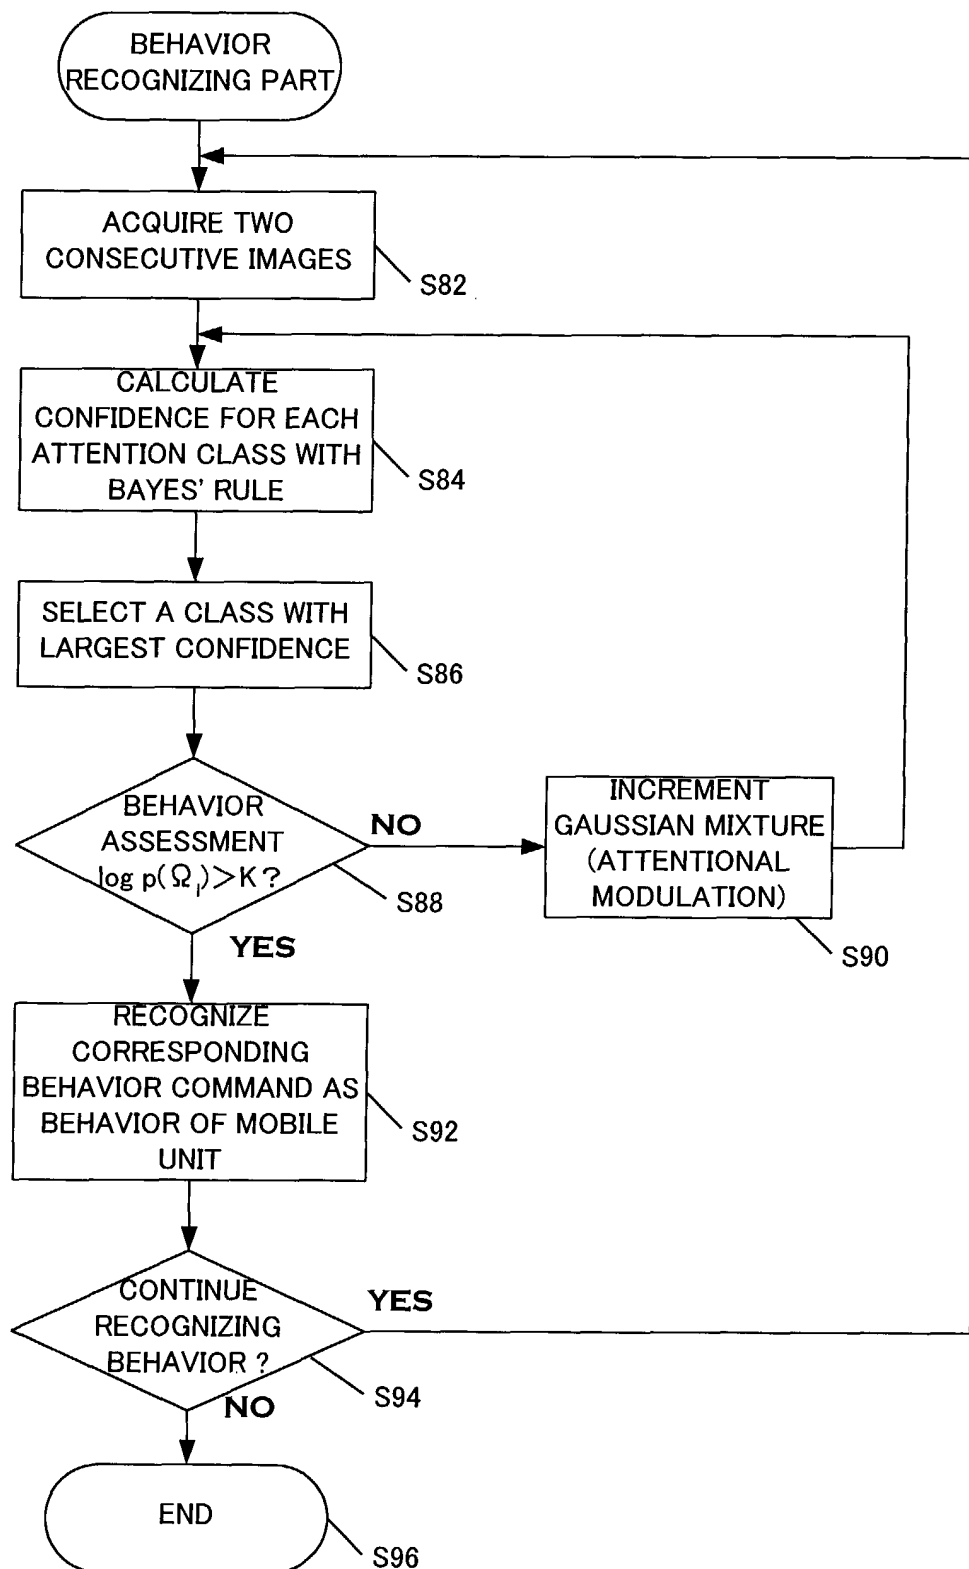 BEHAVIOR
RECOGNIZING PART
ACQUIRE TWO
CONSECUTIVE IMAGES
S82
CALCULATE
CONFIDENCE FOR EACH
ATTENTION CLASS WITH
BAYES' RULE
S84
SELECT A CLASS WITH
LARGEST CONFIDENCE
S86
BEHAVIOR
ASSESSMENT
log p(Ωj)>K?
S88
NO
INCREMENT
GAUSSIAN MIXTURE
(ATTENTIONAL
MODULATION)
S90
YES
RECOGNIZE
CORRESPONDING
BEHAVIOR COMMAND AS
BEHAVIOR OF MOBILE
UNIT
S92
CONTINUE
RECOGNIZING
BEHAVIOR ?
S94
YES
NO
END
S96